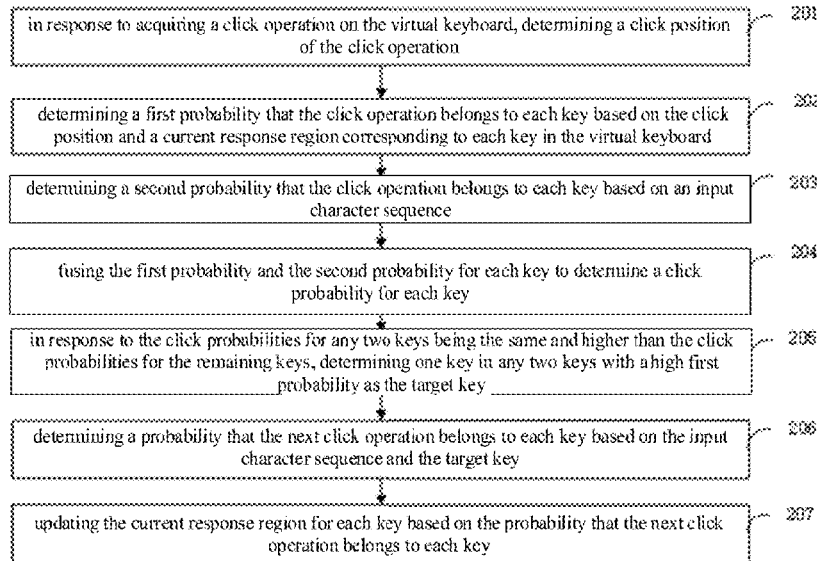 in response to acquiring a click operation on the virtual keyboard, determining a click position
of the click operation
201
determining a first probability that the click operation belongs to each key based on the click
position and a current response region corresponding to each key in the virtual keyboard
202
determining a second probability that the click operation belongs to each key based on an input
character sequence
203
fusing the first probability and the second probability for each key to determine a click
probability for each key
204
in response to the click probabilities for any two keys being the same and higher than the click
probabilities for the remaining keys, determining one key in any two keys with a high first
probability as the target key
205
determining a probability that the next click operation belongs to each key based on the input
character sequence and the target key
206
updating the current response region for each key based on the probability that the next click
operation belongs to each key
207